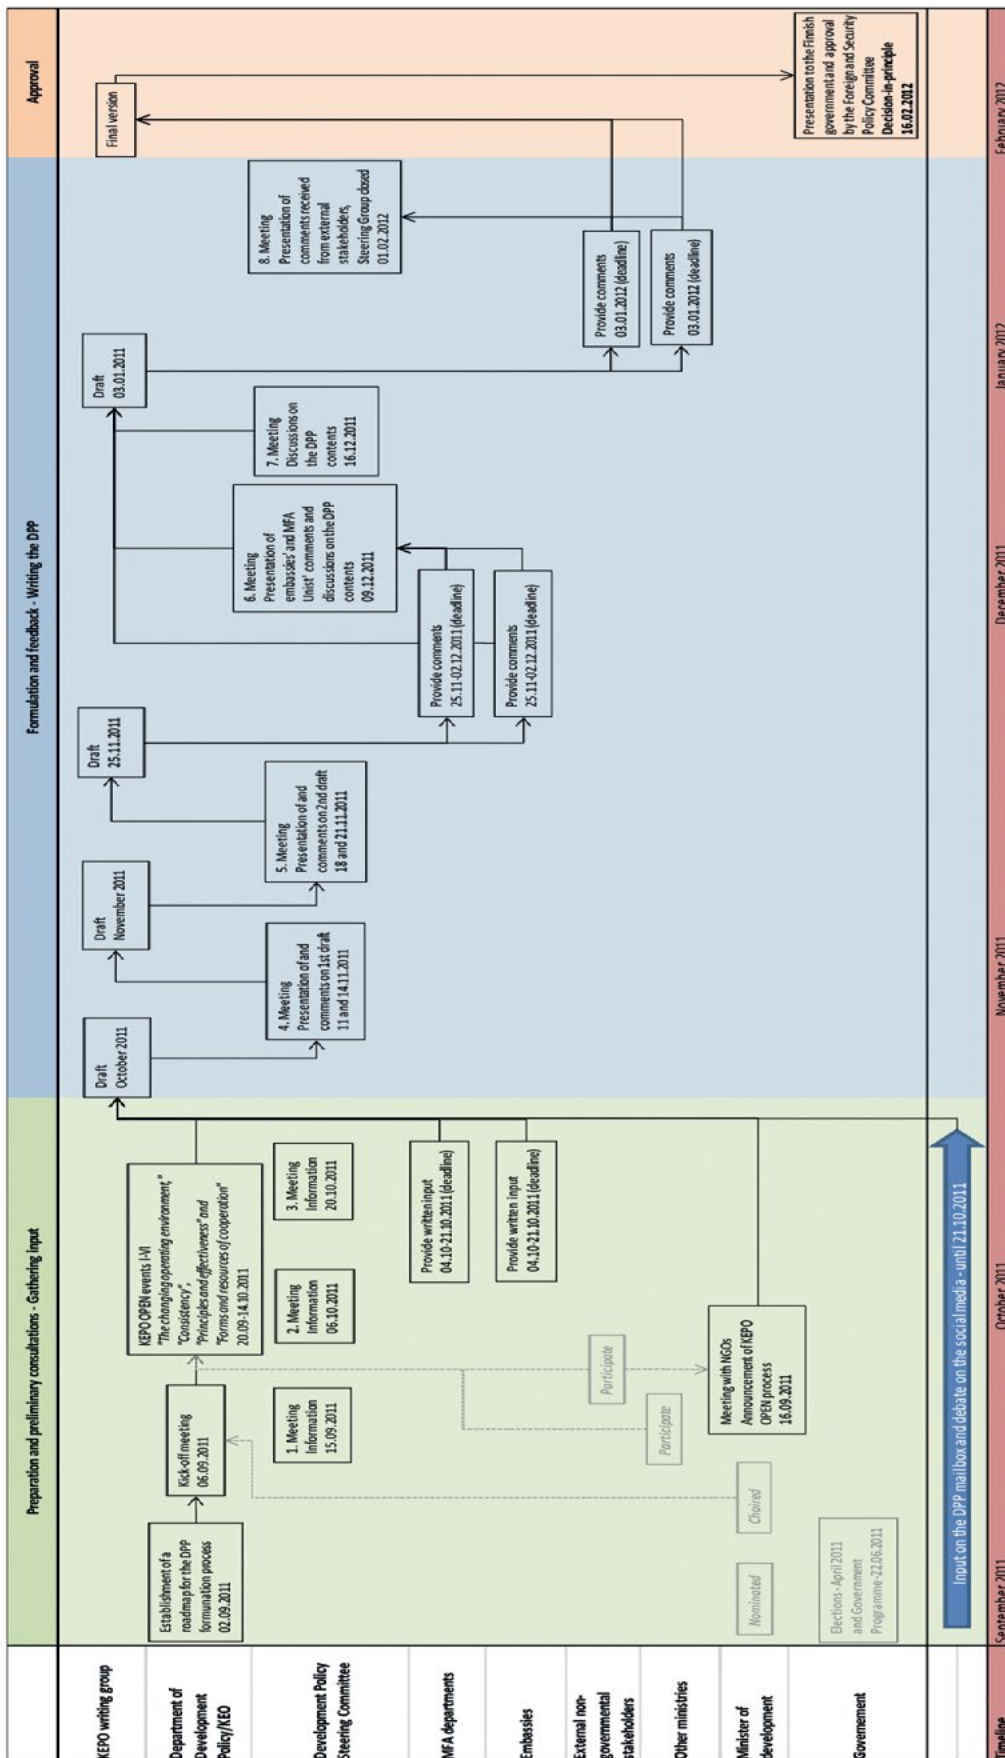 Preparation and preliminary consultations - Gathering input
Formulation and feedback - Writing the DPP
Approval
KEPO writing group
Draft
October 2011
Draft
November 2011
Draft
25.11.2011
Draft
03.01.2011
Final version
Department of
Development
Policy/KEO
Establishment of a
roadmap for the DPP
formunation process
02.09.2011
Kick-off meeting
06.09.2011
KEPO OPEN events I-VI
"The changing operating environment,"
"Consistency",
"Principles and effectiveness" and
"Forms and resources of cooperation"
20.09-14.10.2011
Development Policy
Steering Committee
1. Meeting
Information
15.09.2011
2. Meeting
Information
06.10.2011
3. Meeting
Information
20.10.2011
4. Meeting
Presentation of and
comments on 1st draft
11 and 14.11.2011
5. Meeting
Presentation of and
comments on 2nd draft
18 and 21.11.2011
6. Meeting
Presentation of
embassies' and MFA
Unist' comments and
discussions on the DPP
contents
09.12.2011
7. Meeting
Discussions on
the DPP
contents
16.12.2011
8. Meeting
Presentation of
comments received
from external
stakeholders,
Steering Group closed
01.02.2012
MFA departments
Provide written input
04.10-21.10.2011 (deadline)
Provide comments
25.11-02.12.2011 (deadline)
Embassies
Provide written input
04.10-21.10.2011 (deadline)
Provide comments
25.11-02.12.2011 (deadline)
External non-
governmental
stakeholders
Participate
Provide comments
03.01.2012 (deadline)
Other ministries
Participate
Provide comments
03.01.2012 (deadline)
Minister of
development
Nominated
Chaired
Meeting with NGOs
Announcement of KEPO
OPEN process
16.09.2011
Governement
Elections - April 2011
and Government
Programme -22.06.2011
Presentation to the Finnish
government and approval
by the Foreign and Security
Policy Committee
Decision-in-principle
16.02.2012
Input on the DPP mailbox and debate on the social media - until 21.10.2011
Timeline
September 2011
October 2011
November 2011
December 2011
January 2012
February 2012